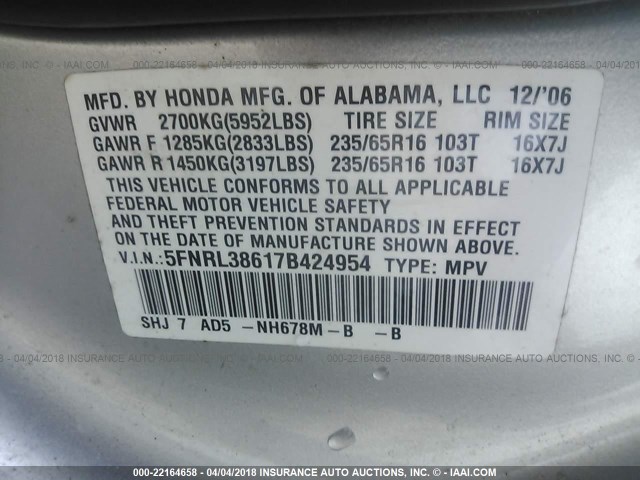 MFD. BY HONDA MFG. OF ALABAMA, LLC 12/'06
GVWR 2700KG(5952LBS) TIRE SIZE RIM SIZE
GAWR F 1285KG(2833LBS) 235/65R16 103T 16X7J
GAWR R 1450KG(3197LBS) 235/65R16 103T 16X7J
THIS VEHICLE CONFORMS TO ALL APPLICABLE
FEDERAL MOTOR VEHICLE SAFETY
AND THEFT PREVENTION STANDARDS IN EFFECT
ON THE DATE OF MANUFACTURE SHOWN ABOVE.
V.I.N.:5FNRL38617B424954 TYPE: MPV
SHJ 7 AD5 -NH678M-B -B
000-22164658 - 04/04/2018 INSURANCE AUTO AUCTIONS, INC. - IAAI.COM